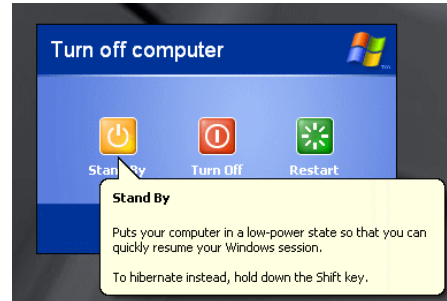 Turn off computer
Stand By Turn Off Restart
Stand By
Puts your computer in a low-power state so that you can
quickly resume your Windows session.
To hibernate instead, hold down the Shift key.